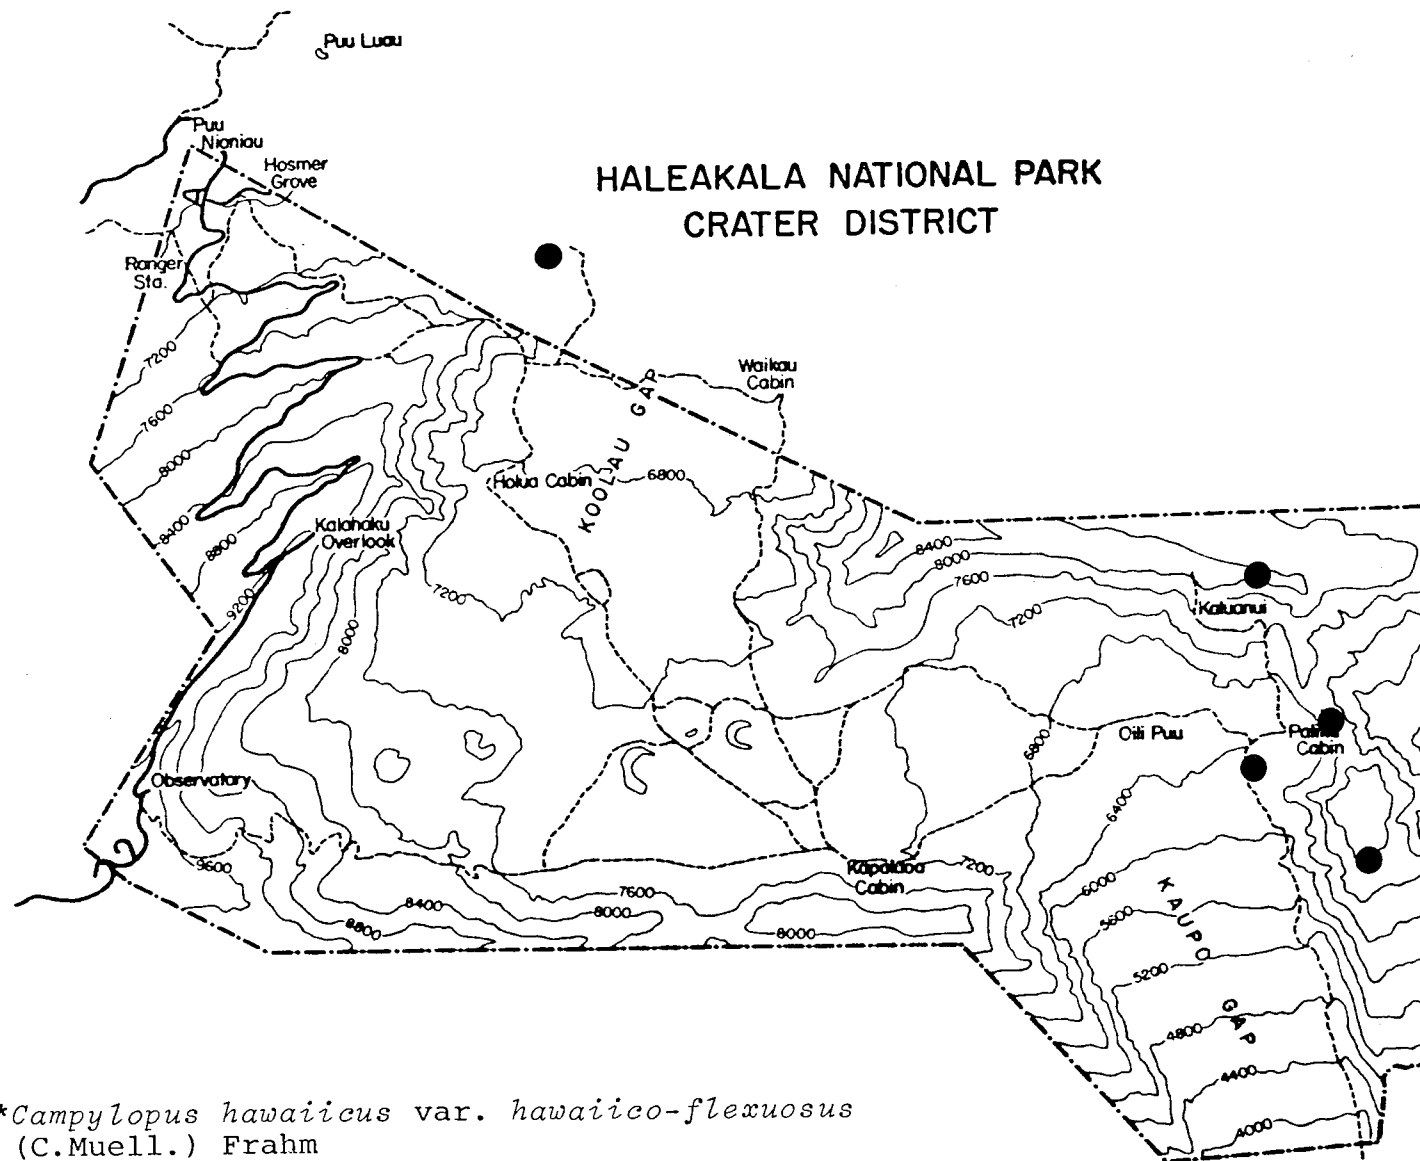 Puu Luau
Puu
Nianiau
Hosmer
Grove
HALEAKALA NATIONAL PARK
CRATER DISTRICT
Ranger
Sta.
7200
Waikau
Cabin
7600
KOOLAU GAP
8000
Holua Cabin
6800
8400
Kalahaku
Overlook
8800
8400
8000
7600
7200
9200
7200
Kaluanui
8000
6800
Oili Puu
Cabin
Observatary
6400
9600
Kapalaoa
Cabin
7200
6000
7600
8400
8000
8800
8000
KAUPO GAP
5600
5200
4800
4400
4000
*Campylopus hawaiicus var. hawaiico-flexuosus
(C.Muell.) Frahm